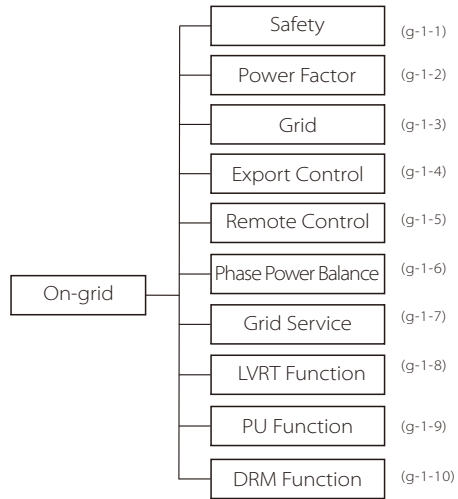 Safety (g-1-1)
Power Factor (g-1-2)
Grid (g-1-3)
Export Control (g-1-4)
Remote Control (g-1-5)
Phase Power Balance (g-1-6)
On-grid
Grid Service (g-1-7)
LVRT Function (g-1-8)
PU Function (g-1-9)
DRM Function (g-1-10)